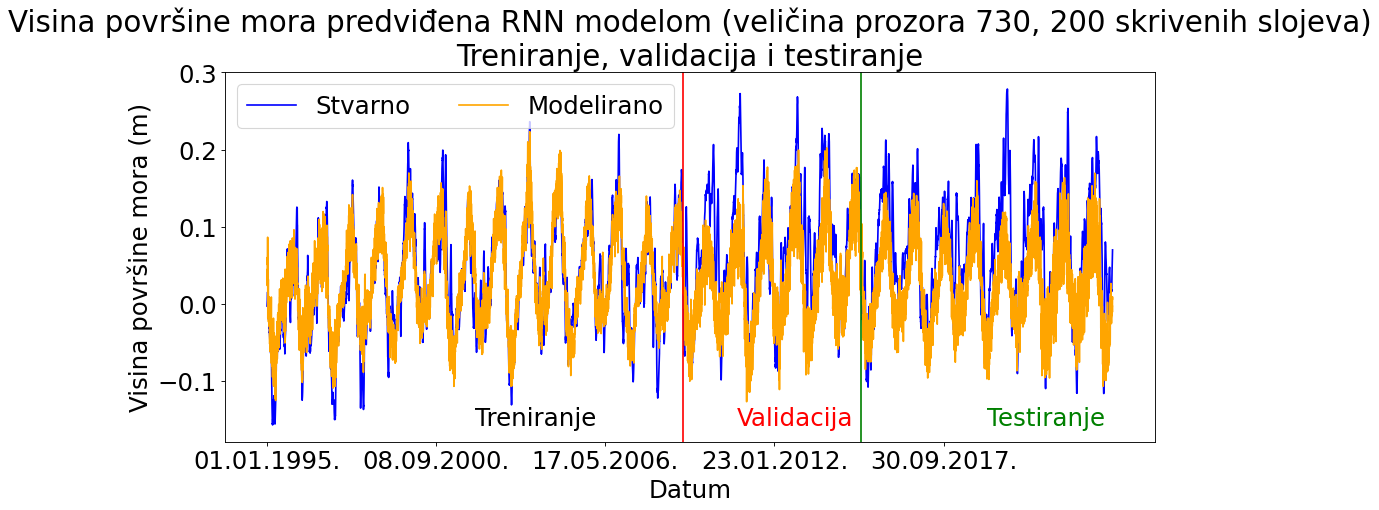 Visina površine mora predviđena RNN modelom (veličina prozora 730, 200 skrivenih slojeva)
Treniranje, validacija i testiranje
Stvarno Modelirano
Visina površine mora (m)
0.3
0.2
0.1
0.0
−0.1
Treniranje Validacija Testiranje
01.01.1995. 08.09.2000. 17.05.2006. 23.01.2012. 30.09.2017.
Datum